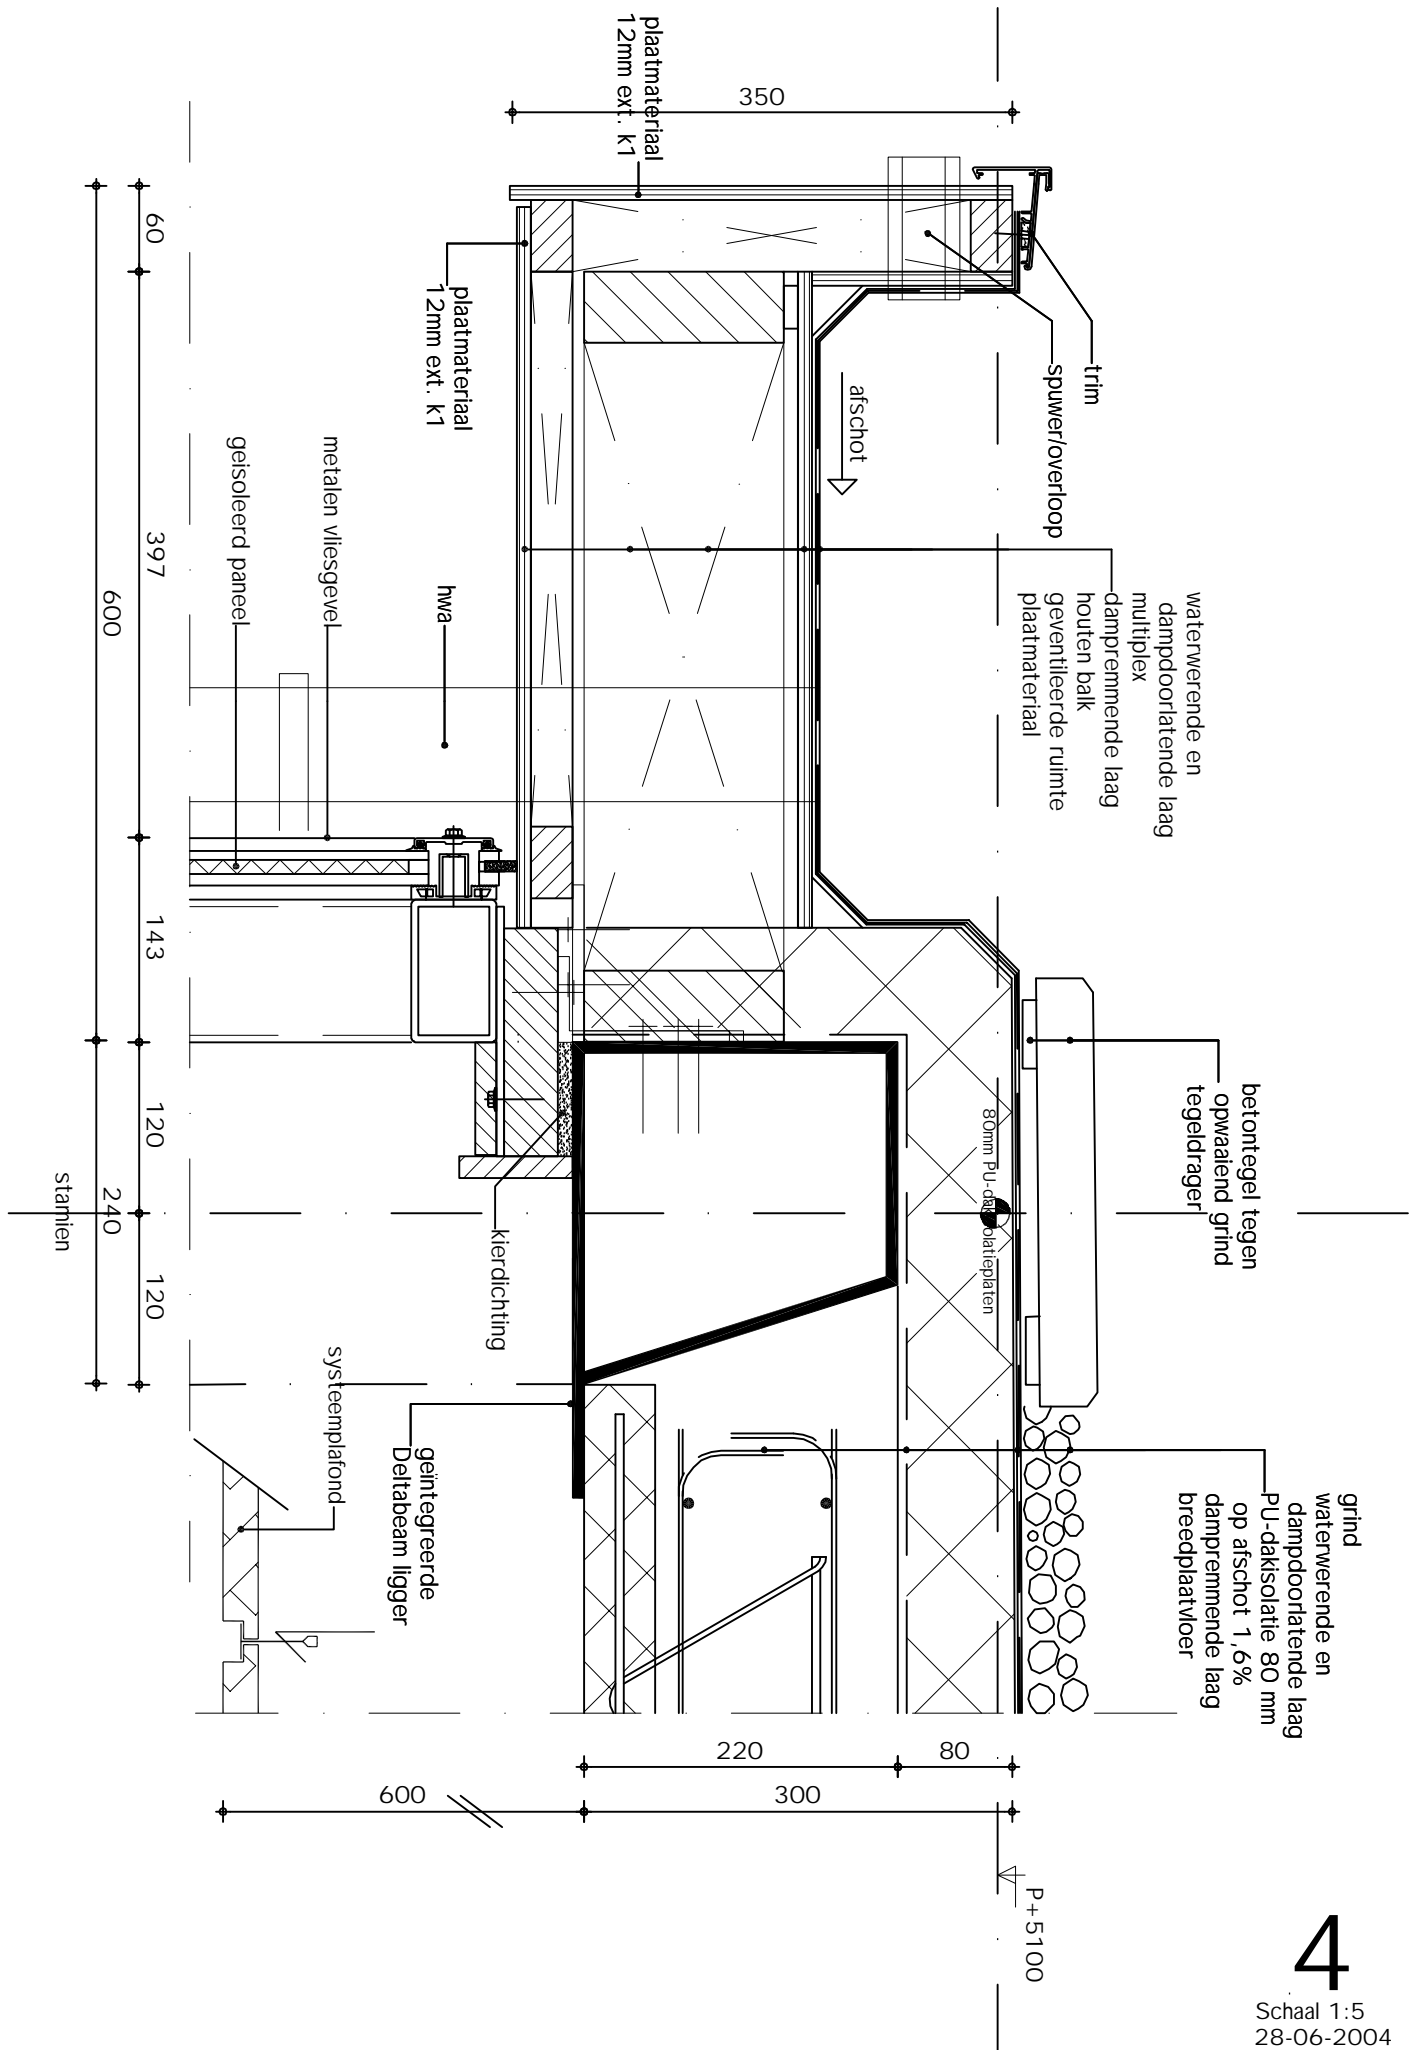 plaatmateriaal
12mm ext. k1
350
60
397
143
120
120
600
240
stamien
plaatmateriaal
12mm ext. k1
geisoleerd paneel
metalen vliesgevel
hwa
afschot
trim
spuwer/overloop
waterwerende en
dampdoorlatende laag
multiplex
dampremmende laag
houten balk
geventileerde ruimte
plaatmateriaal
betontegel tegen
opwaaiend grind
tegeldrager
80mm PU-dakisolatieplaten
kierdichting
systeemplafond
geïntegreerde
Deltabeam ligger
grind
waterwerende en
dampdoorlatende laag
PU-dakisolatie 80 mm
op afschot 1,6%
dampremmende laag
breedplaatvloer
220
80
600
300
P+5100
4
Schaal 1:5
28-06-2004